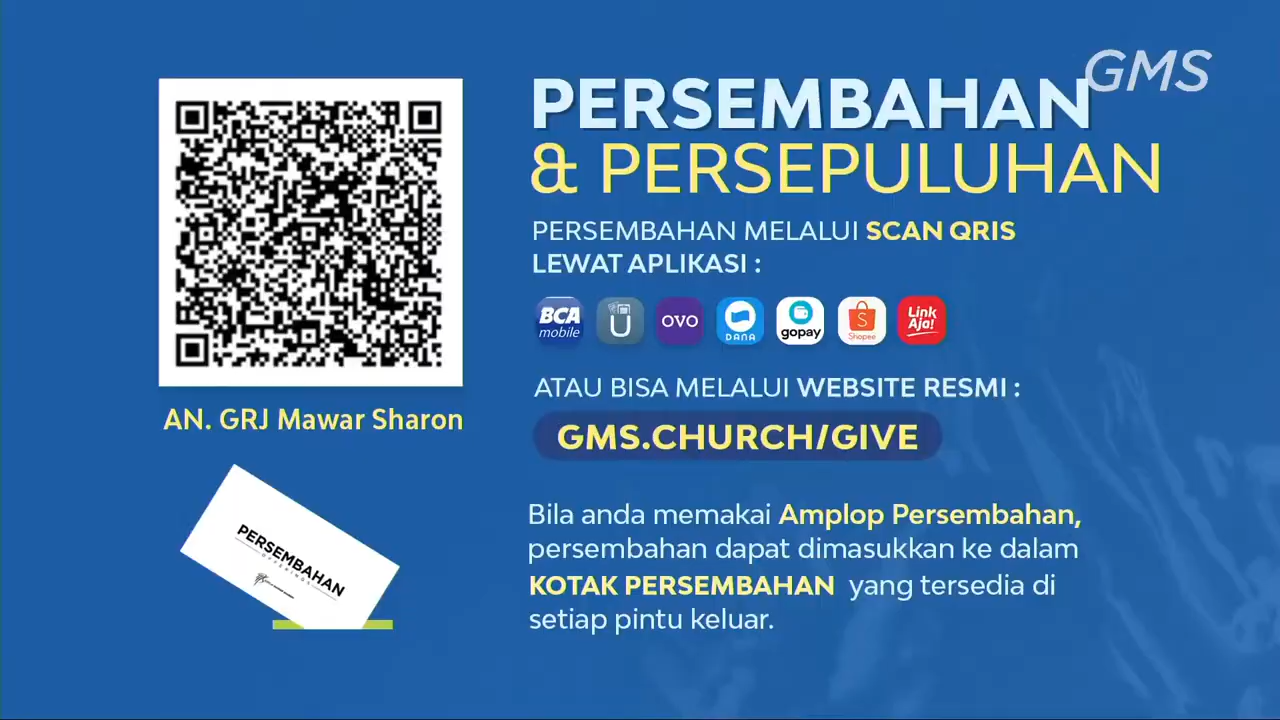 GMS
PERSEMBAHAN
& PERSEPULUHAN
PERSEMBAHAN MELALUI SCAN QRIS
LEWAT APLIKASI :
BCA mobile
U
OVO
DANA
gopay
Shopee
Link Aja!
ATAU BISA MELALUI WEBSITE RESMI :
GMS.CHURCH/GIVE
AN. GRJ Mawar Sharon
PERSEMBAHAN
OFFERINGS
Bila anda memakai Amplop Persembahan,
persembahan dapat dimasukkan ke dalam
KOTAK PERSEMBAHAN yang tersedia di
setiap pintu keluar.